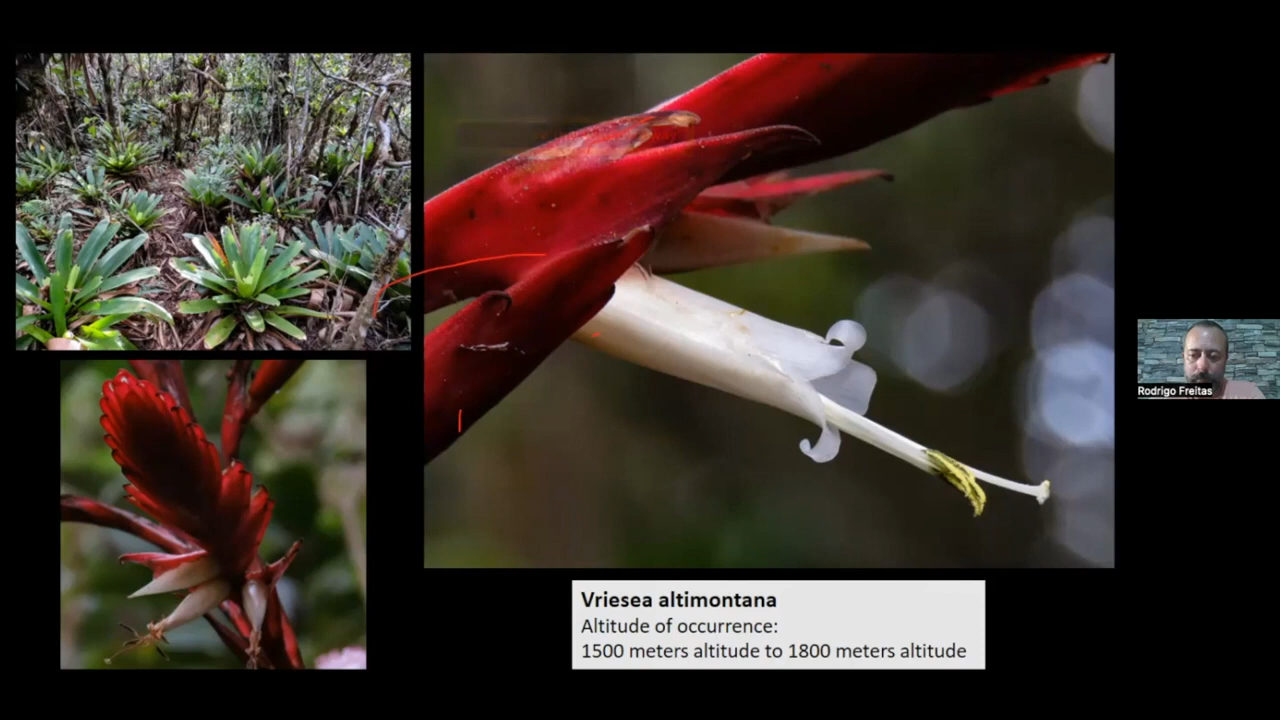 Vriesea altimontana
Altitude of occurrence:
1500 meters altitude to 1800 meters altitude
Rodrigo Freitas